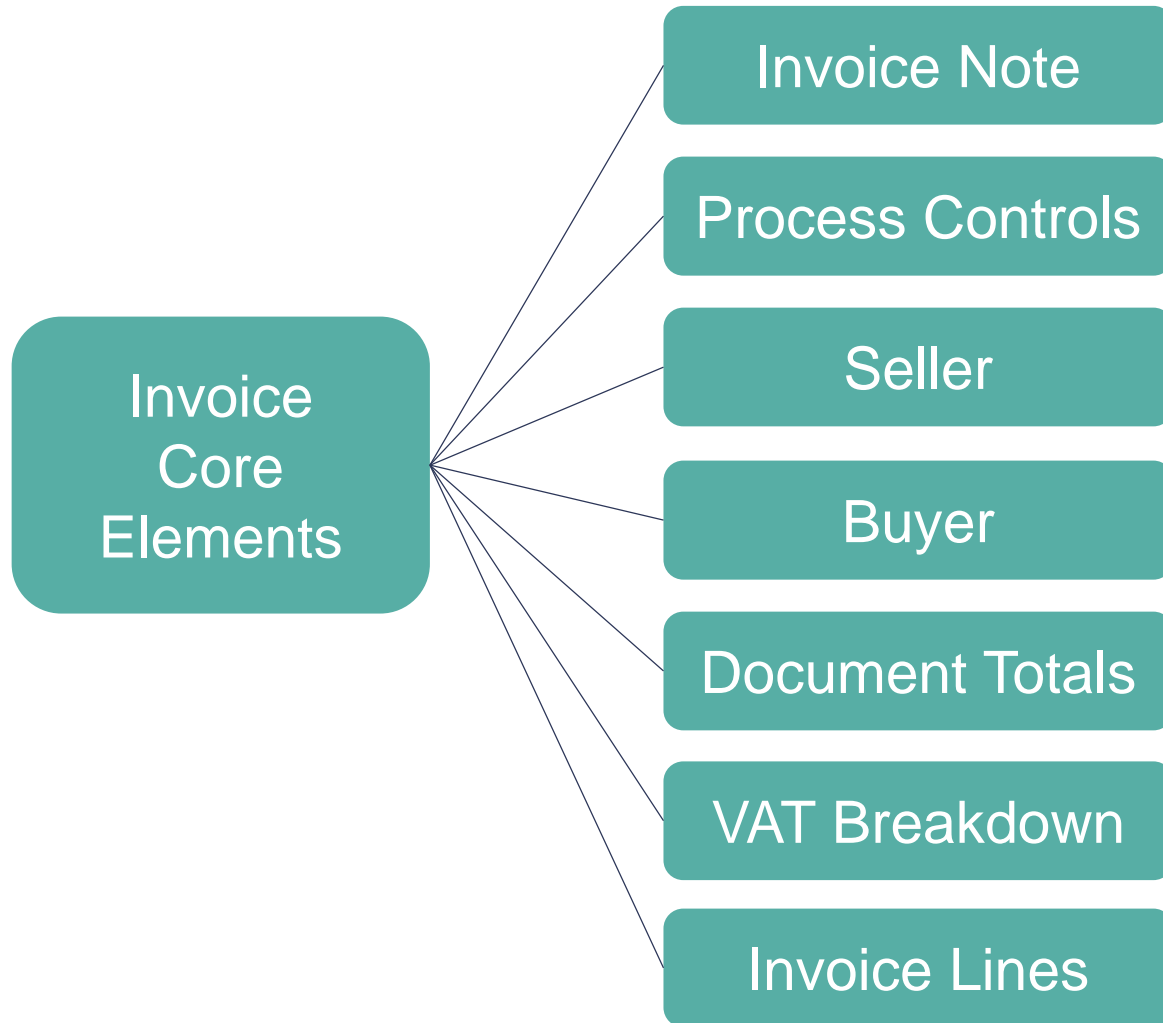 Invoice
Core
Elements
Invoice Note
Process Controls
Seller
Buyer
Document Totals
VAT Breakdown
Invoice Lines